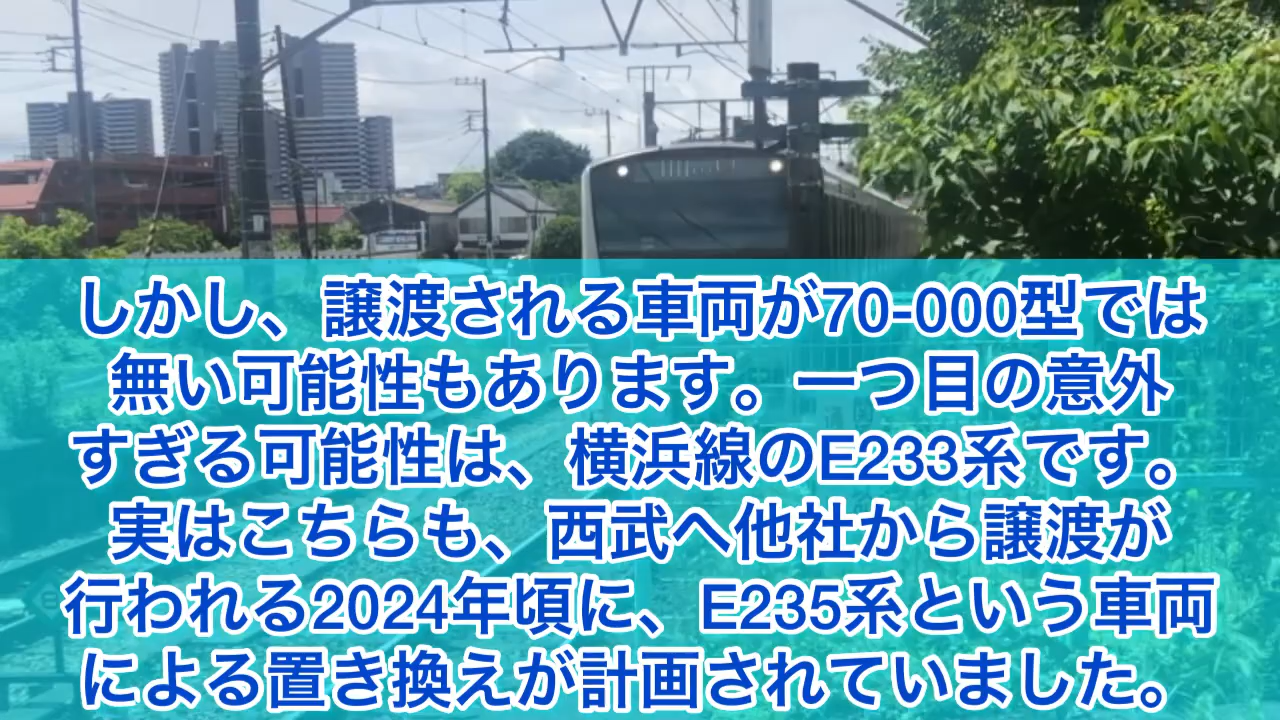 しかし、譲渡される車両が70-000型では
無い可能性もあります。一つ目の意外
すぎる可能性は、横浜線のE233系です。
実はこちらも、西武へ他社から譲渡が
行われる2024年頃に、E235系という車両
による置き換えが計画されていました。